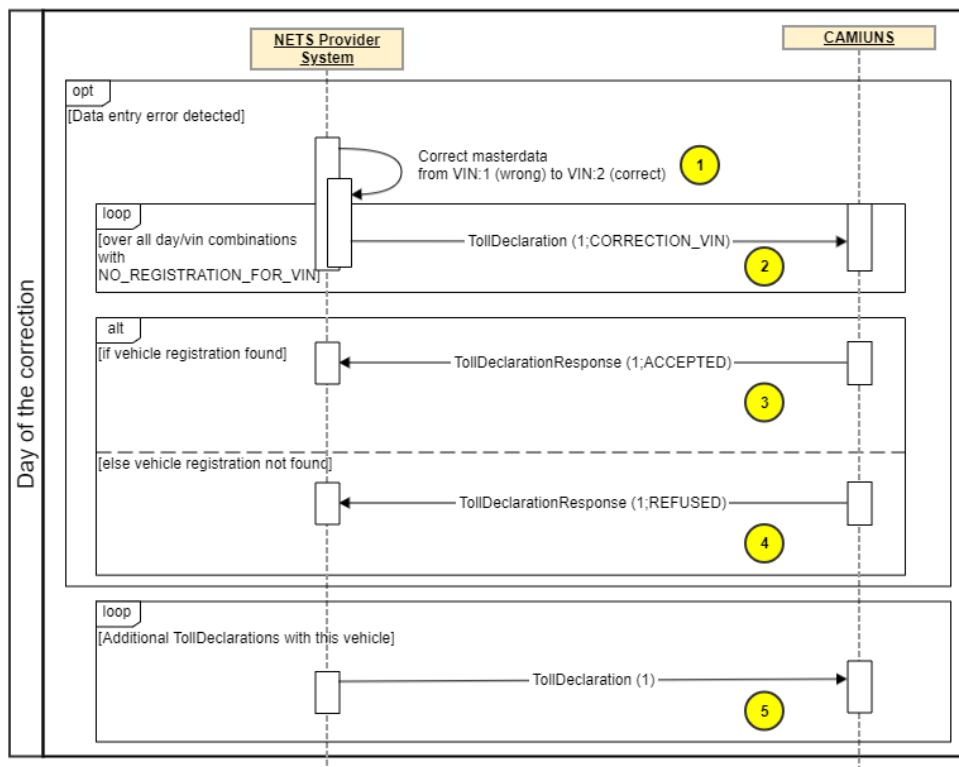 NETS Provider
System
CAMIUNS
Day of the correction
opt
[Data entry error detected]
Correct masterdata
from VIN:1 (wrong) to VIN:2 (correct)
1
loop
[over all day/vin combinations
with
NO_REGISTRATION_FOR_VIN]
TollDeclaration (1;CORRECTION_VIN)
2
alt
[if vehicle registration found]
TollDeclarationResponse (1;ACCEPTED)
3
[else vehicle registration not found]
TollDeclarationResponse (1;REFUSED)
4
loop
[Additional TollDeclarations with this vehicle]
TollDeclaration (1)
5